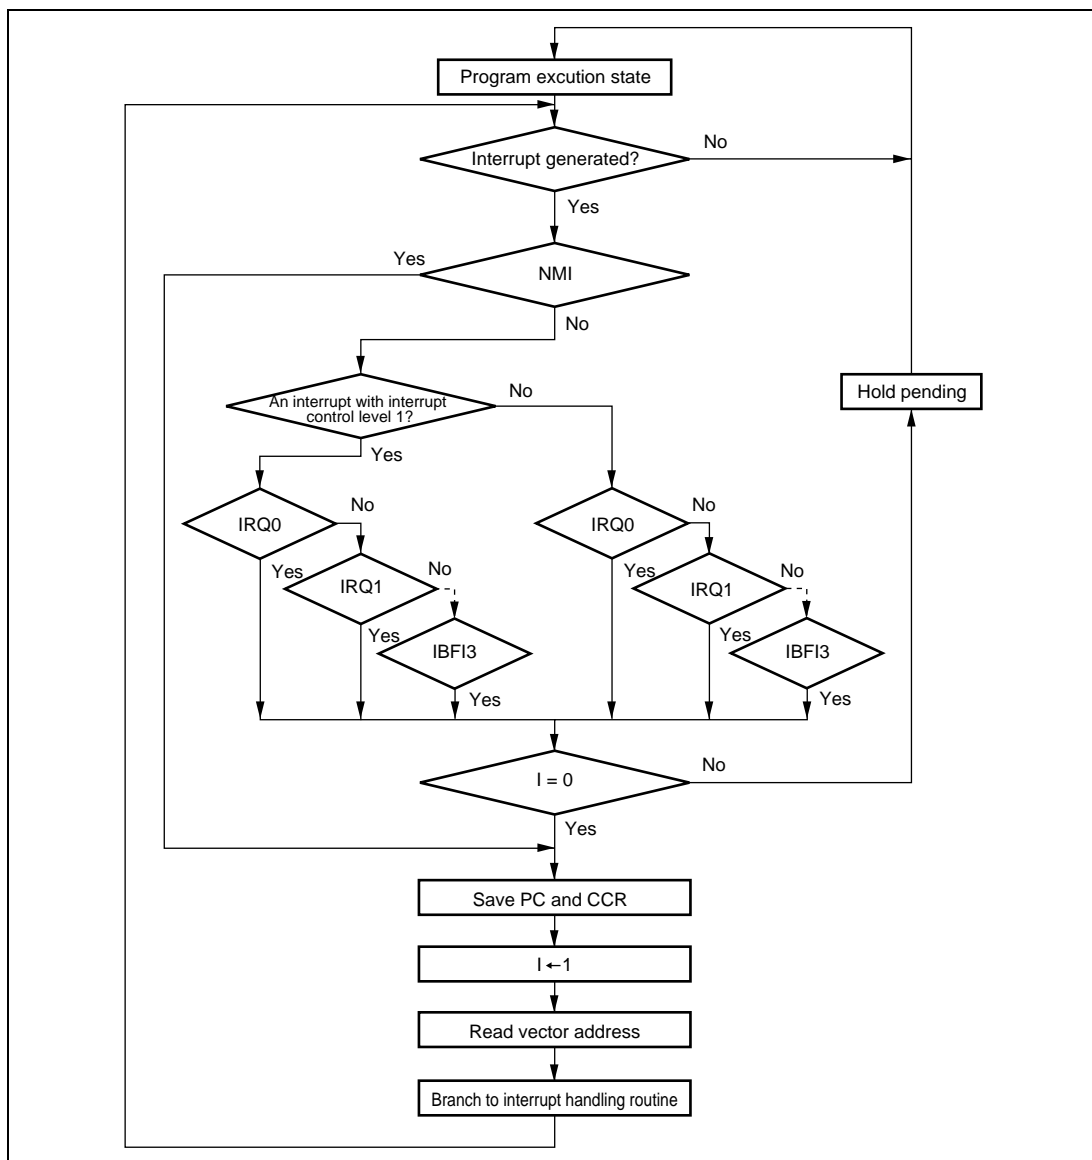 Program excution state
No
Interrupt generated?
Yes
Yes
NMI
No
Hold pending
An interrupt with interrupt
control level 1?
No
Yes
IRQ0
No
IRQ0
No
Yes
IRQ1
No
Yes
IRQ1
No
Yes
IBFI3
Yes
IBFI3
Yes
Yes
I = 0
No
Yes
Save PC and CCR
I ←1
Read vector address
Branch to interrupt handling routine